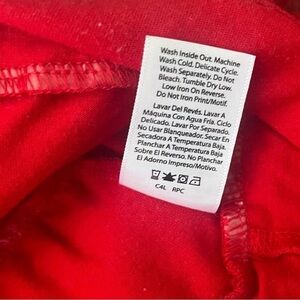 Wash Inside Out. Machine
Wash Cold. Delicate Cycle.
Wash Separately. Do Not
Bleach. Tumble Dry Low.
Low Iron On Reverse.
Do Not Iron Print/Motif.
Lavar Del Revés. Lavar A
Máquina Con Agua Fría. Ciclo
Delicado. Lavar Por Separado.
No Usar Blanqueador. Secar En
Secadora A Temperatura Baja.
Planchar A Temperatura Baja
Sobre El Reverso. No Planchar
El Adorno Impreso/Motivo.
C4L RPC